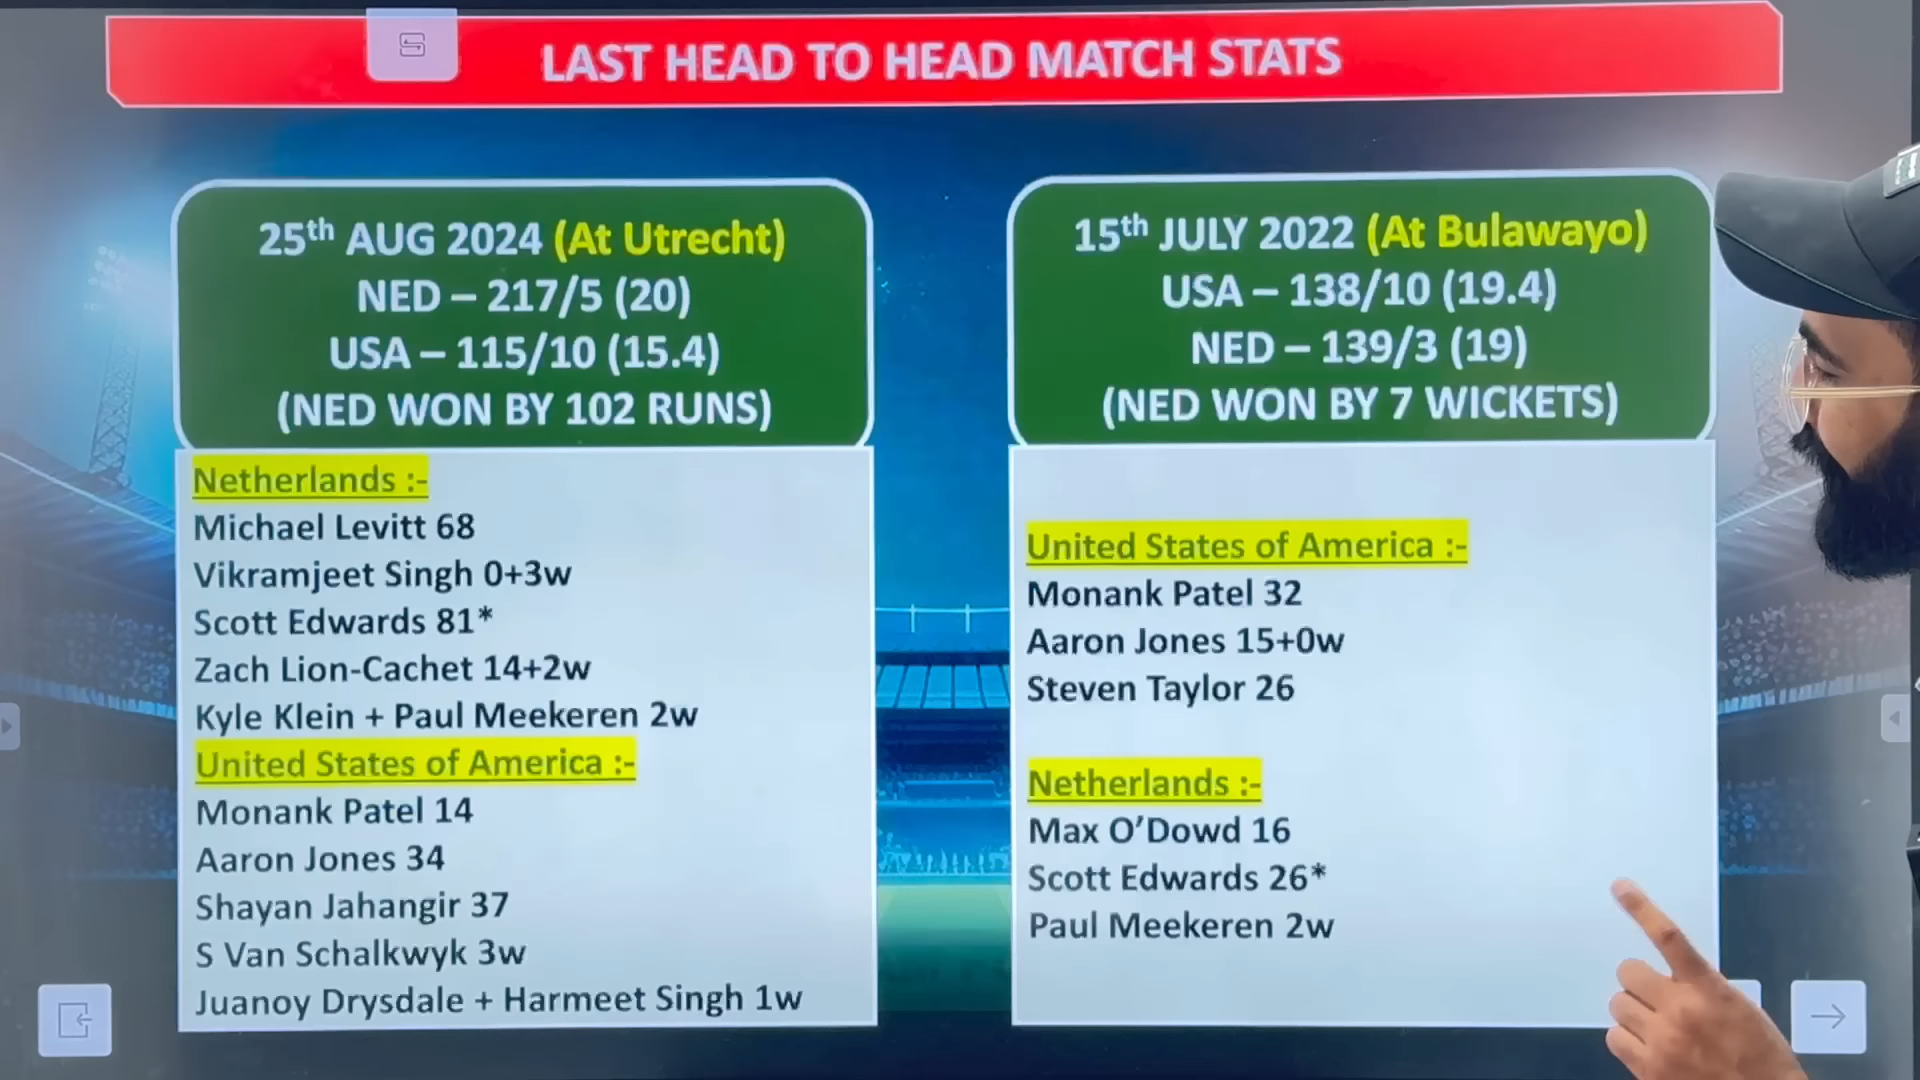 LAST HEAD TO HEAD MATCH STATS
25th AUG 2024 (At Utrecht)
NED – 217/5 (20)
USA – 115/10 (15.4)
(NED WON BY 102 RUNS)
Netherlands :-
Michael Levitt 68
Vikramjeet Singh 0+3w
Scott Edwards 81*
Zach Lion-Cachet 14+2w
Kyle Klein + Paul Meekeren 2w
United States of America :-
Monank Patel 14
Aaron Jones 34
Shayan Jahangir 37
S Van Schalkwyk 3w
Juanoy Drysdale + Harmeet Singh 1w
15th JULY 2022 (At Bulawayo)
USA – 138/10 (19.4)
NED – 139/3 (19)
(NED WON BY 7 WICKETS)
United States of America :-
Monank Patel 32
Aaron Jones 15+0w
Steven Taylor 26
Netherlands :-
Max O’Dowd 16
Scott Edwards 26*
Paul Meekeren 2w